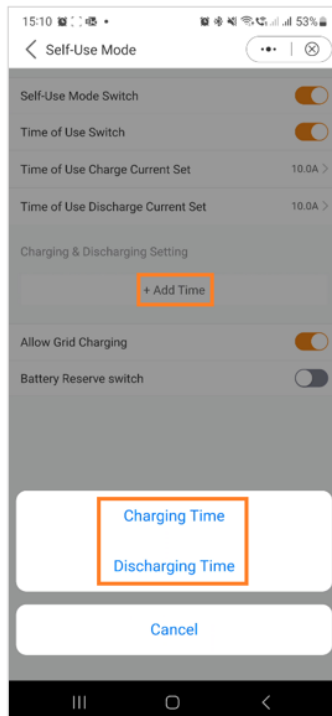 15:10
53%
Self-Use Mode
Self-Use Mode Switch
Time of Use Switch
Time of Use Charge Current Set 10.0A >
Time of Use Discharge Current Set 10.0A >
Charging & Discharging Setting
+ Add Time
Allow Grid Charging
Battery Reserve switch
Charging Time
Discharging Time
Cancel